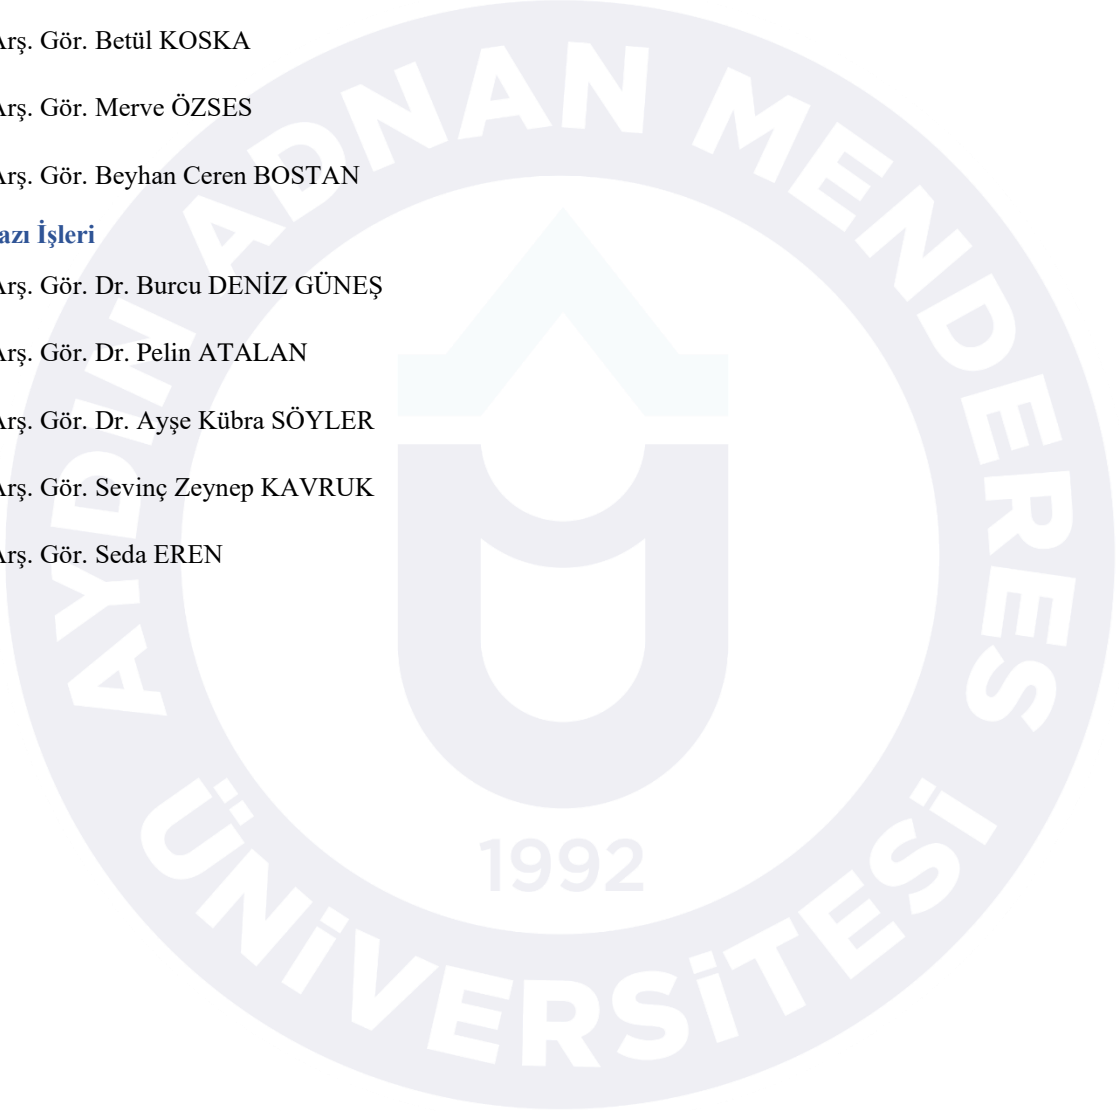 Arş. Gör. Betül KOSKA
Arş. Gör. Merve ÖZSES
Arş. Gör. Beyhan Ceren BOSTAN
azı İşleri
Arş. Gör. Dr. Burcu DENİZ GÜNEŞ
Arş. Gör. Dr. Pelin ATALAN
Arş. Gör. Dr. Ayşe Kübra SÖYLER
Arş. Gör. Sevinç Zeynep KAVRUK
Arş. Gör. Seda EREN
AYDIN ADNAN MENDERES
1992
ÜNİVERSİTESİ